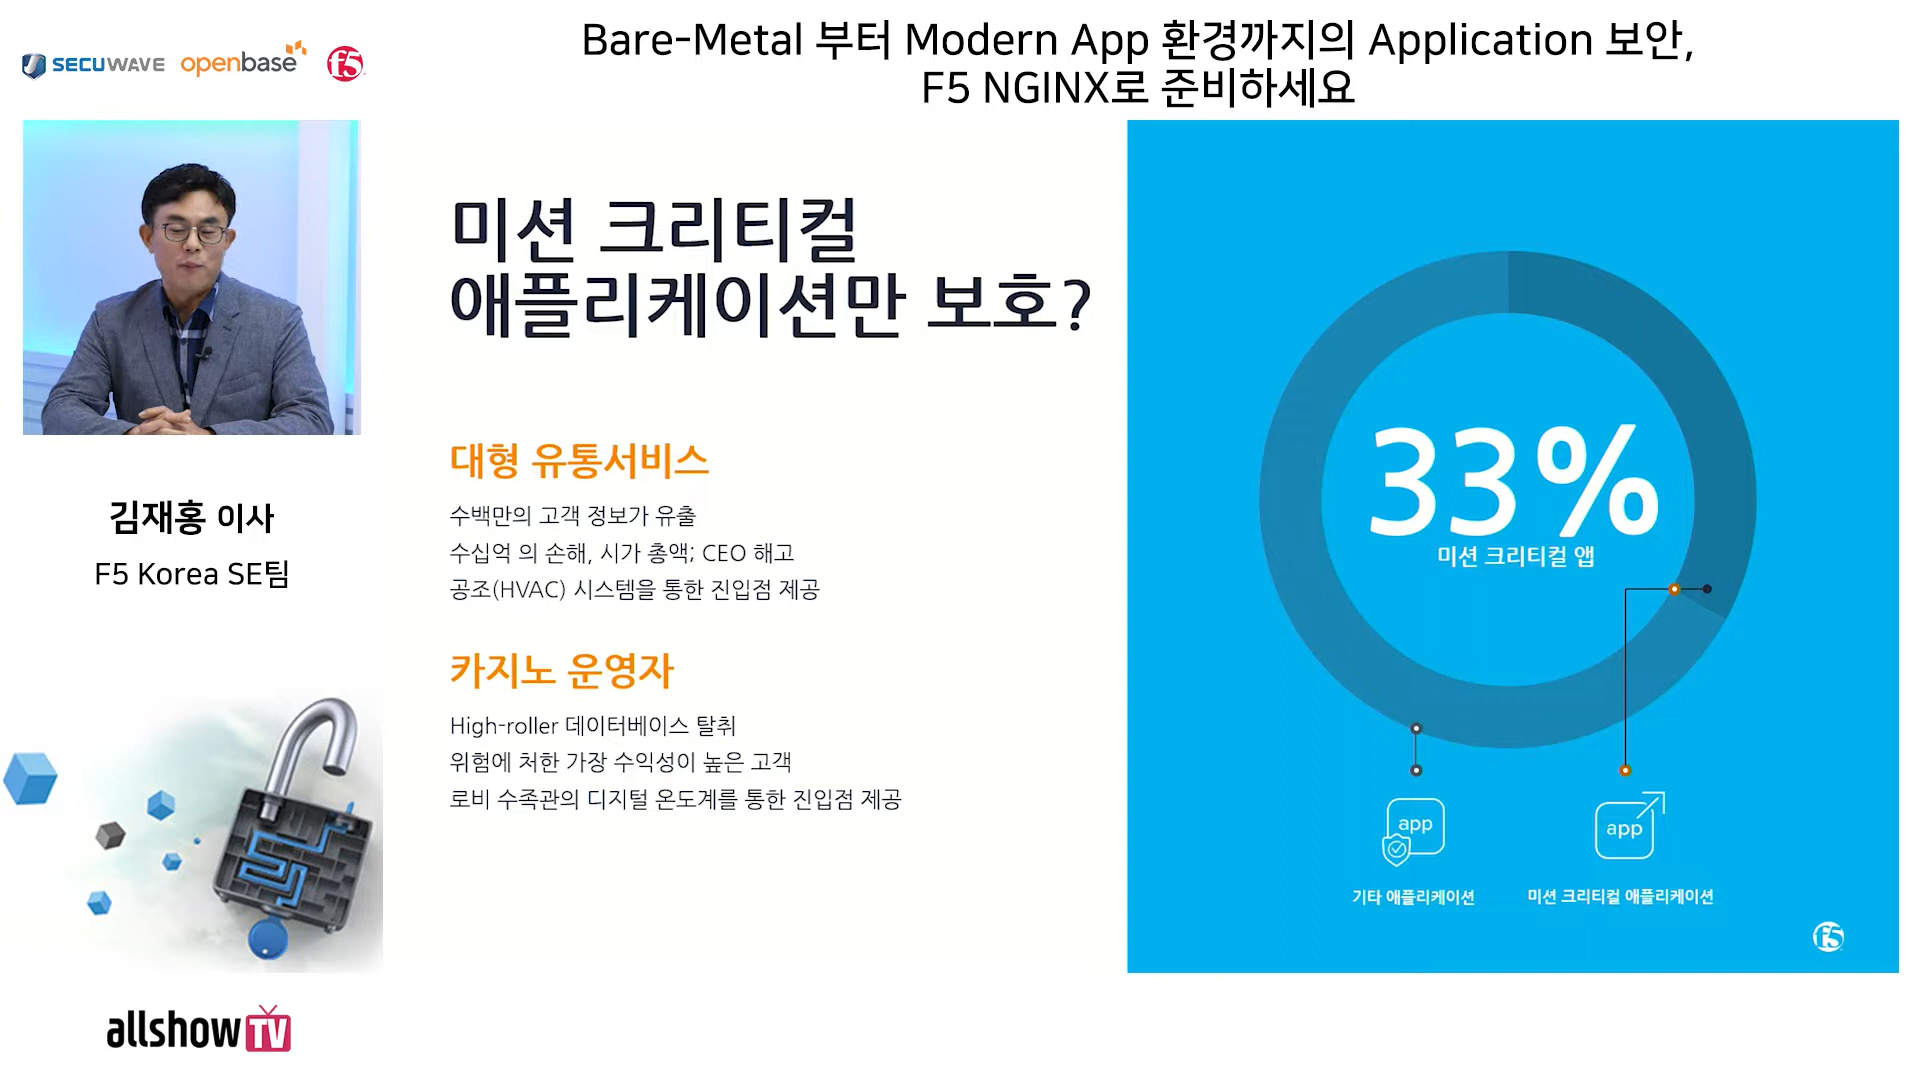 SECUWAVE openbase f5
Bare-Metal 부터 Modern App 환경까지의 Application 보안,
F5 NGINX로 준비하세요
김재홍 이사
F5 Korea SE팀
allshow TV
미션 크리티컬
애플리케이션만 보호?
대형 유통서비스
수백만의 고객 정보가 유출
수십억 의 손해, 시가 총액; CEO 해고
공조(HVAC) 시스템을 통한 진입점 제공
카지노 운영자
High-roller 데이터베이스 탈취
위험에 처한 가장 수익성이 높은 고객
로비 수족관의 디지털 온도계를 통한 진입점 제공
33%
미션 크리티컬 앱
app
기타 애플리케이션
app
미션 크리티컬 애플리케이션
f5